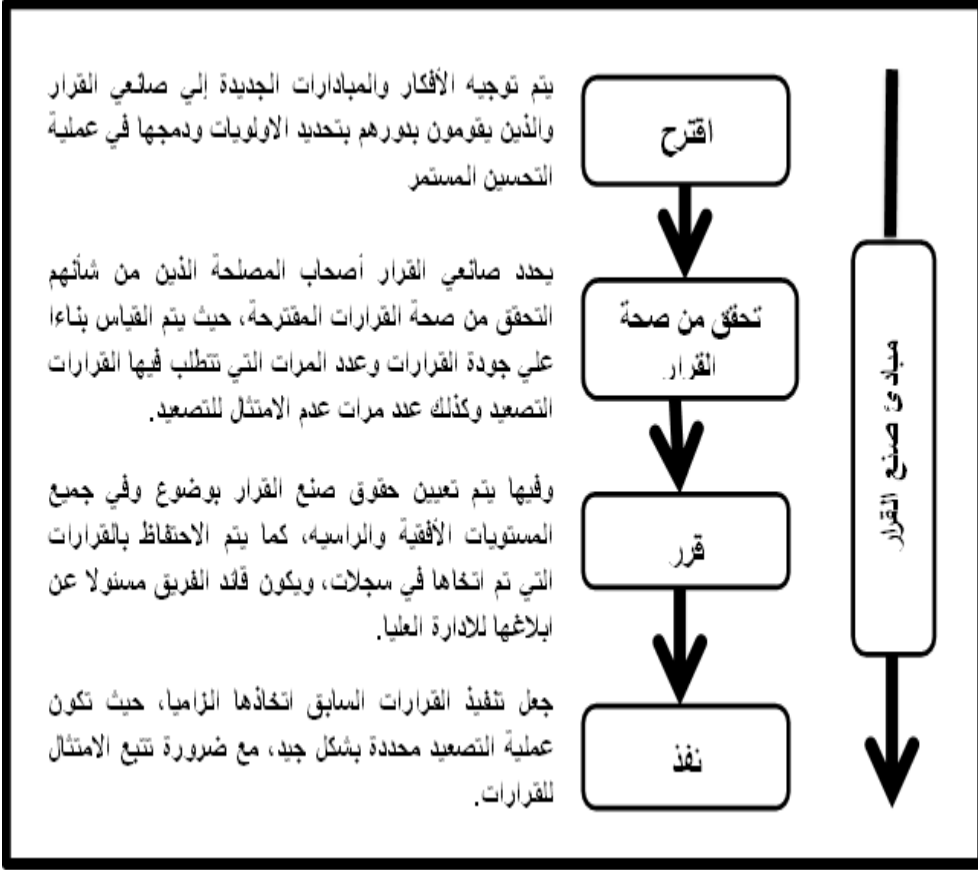 مبادئ صنع القرار
اقترح
يتم توجيه الأفكار والمبادارات الجديدة إلي صانعي القرار
والذين يقومون بدورهم بتحديد الاولويات ودمجها في عملية
التحسين المستمر
تحقق من صحة
القرار
يحدد صانعي القرار أصحاب المصلحة الذين من شأنهم
التحقق من صحة القرارات المقترحة، حيث يتم القياس بناءا
علي جودة القرارات وعدد المرات التي تتطلب فيها القرارات
التصعيد وكذلك عدد مرات عدم الامتثال للتصعيد.
قرر
وفيها يتم تعيين حقوق صنع القرار بوضوع وفي جميع
المستويات الأفقية والراسيه، كما يتم الاحتفاظ بالقرارات
التي تم اتخاها في سجلات، ويكون قائد الفريق مسئولا عن
ابلاغها للادارة العليا.
نفذ
جعل تنفيذ القرارات السابق اتخاذها الزاميا، حيث تكون
عملية التصعيد محددة بشكل جيد، مع ضرورة تتبع الامتثال
للقرارات.